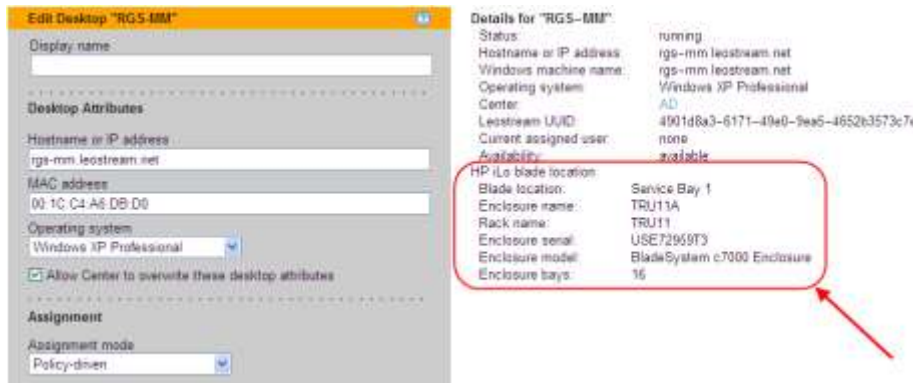 Edit Desktop "RGS-MM"
Display name
Desktop Attributes
Hostname or IP address
rgs-mm.leostream.net
MAC address
00:1C:C4:A6:DB:D0
Operating system
Windows XP Professional
Allow Center to overwrite these desktop attributes
Assignment
Assignment mode
Policy-driven
Details for "RGS-MM"
Status: running
Hostname or IP address: rgs-mm.leostream.net
Windows machine name: rgs-mm.leostream.net
Operating system: Windows XP Professional
Center: AD
Leostream UUID:
Current assigned user: none
Availability: available
HP iLo blade location
Blade location: Service Bay 1
Enclosure name: TRU11A
Rack name: TRU11
Enclosure serial: USE72959T3
Enclosure model: BladeSystem c7000 Enclosure
Enclosure bays: 16